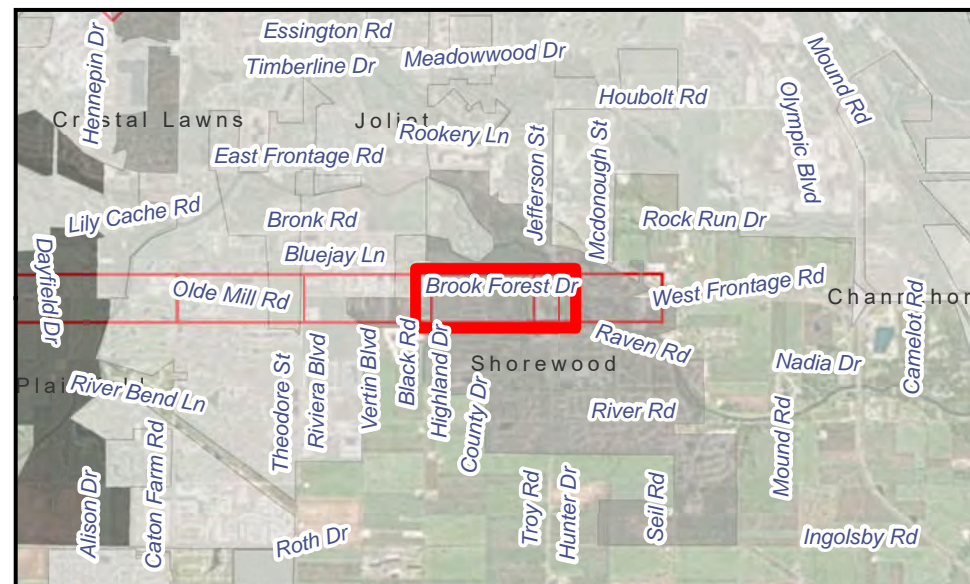 Essington Rd
Meadowwood Dr
Hennepin Dr
Timberline Dr
Mound Rd
Houbolt Rd
Olympic Blvd
Crystal Lawns
Joliet
Rookery Ln
Jefferson St
Mcdonough St
East Frontage Rd
Lily Cache Rd
Bronk Rd
Rock Run Dr
Bluejay Ln
Dayfield Dr
Olde Mill Rd
Brook Forest Dr
West Frontage Rd
Channahon
Camelot Rd
Raven Rd
Black Rd
Highland Dr
Vertin Blvd
Riviera Blvd
Theodore St
Shorewood
Nadia Dr
Plainfield
River Bend Ln
County Dr
River Rd
Mound Rd
Caton Farm Rd
Alison Dr
Roth Dr
Troy Rd
Hunter Dr
Seil Rd
Ingolsby Rd